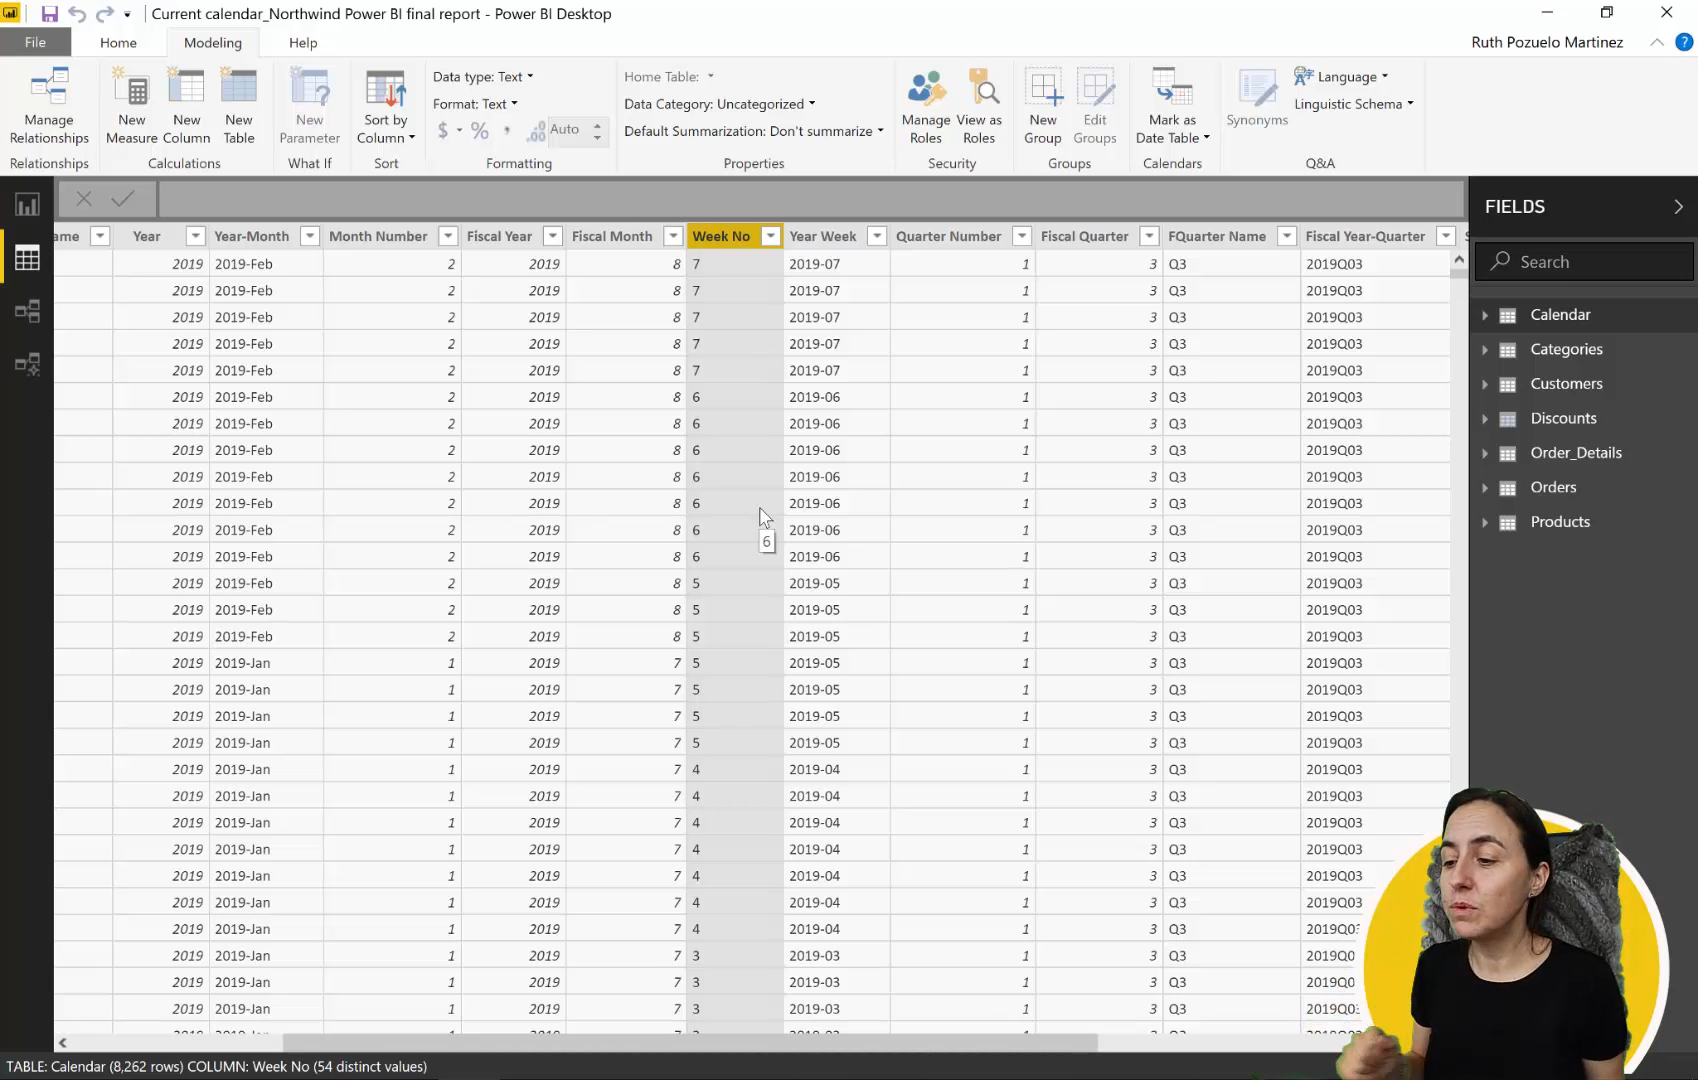 Current calendar_Northwind Power BI final report - Power BI Desktop
File Home Modeling Help Ruth Pozuelo Martinez ?
Manage Relationships
New Measure
New Column
New Table
New Parameter
Sort by Column
Data type: Text
Format: Text
$ % , .00 Auto
Home Table:
Data Category: Uncategorized
Default Summarization: Don't summarize
Manage Roles
View as Roles
New Group
Edit Groups
Mark as Date Table
Synonyms
Language
Linguistic Schema
Relationships Calculations What If Sort Formatting Properties Security Groups Calendars Q&A
ame Year Year-Month Month Number Fiscal Year Fiscal Month Week No Year Week Quarter Number Fiscal Quarter FQuarter Name Fiscal Year-Quarter
2019 2019-Feb 2 2019 8 7 2019-07 1 3 Q3 2019Q03
2019 2019-Feb 2 2019 8 7 2019-07 1 3 Q3 2019Q03
2019 2019-Feb 2 2019 8 7 2019-07 1 3 Q3 2019Q03
2019 2019-Feb 2 2019 8 7 2019-07 1 3 Q3 2019Q03
2019 2019-Feb 2 2019 8 7 2019-07 1 3 Q3 2019Q03
2019 2019-Feb 2 2019 8 6 2019-06 1 3 Q3 2019Q03
2019 2019-Feb 2 2019 8 6 2019-06 1 3 Q3 2019Q03
2019 2019-Feb 2 2019 8 6 2019-06 1 3 Q3 2019Q03
2019 2019-Feb 2 2019 8 6 2019-06 1 3 Q3 2019Q03
2019 2019-Feb 2 2019 8 6 2019-06 1 3 Q3 2019Q03
2019 2019-Feb 2 2019 8 6 2019-06 1 3 Q3 2019Q03
6
2019 2019-Feb 2 2019 8 6 2019-06 1 3 Q3 2019Q03
2019 2019-Feb 2 2019 8 5 2019-05 1 3 Q3 2019Q03
2019 2019-Feb 2 2019 8 5 2019-05 1 3 Q3 2019Q03
2019 2019-Feb 2 2019 8 5 2019-05 1 3 Q3 2019Q03
2019 2019-Jan 1 2019 7 5 2019-05 1 3 Q3 2019Q03
2019 2019-Jan 1 2019 7 5 2019-05 1 3 Q3 2019Q03
2019 2019-Jan 1 2019 7 5 2019-05 1 3 Q3 2019Q03
2019 2019-Jan 1 2019 7 5 2019-05 1 3 Q3 2019Q03
2019 2019-Jan 1 2019 7 4 2019-04 1 3 Q3 2019Q03
2019 2019-Jan 1 2019 7 4 2019-04 1 3 Q3 2019Q03
2019 2019-Jan 1 2019 7 4 2019-04 1 3 Q3 2019Q03
2019 2019-Jan 1 2019 7 4 2019-04 1 3 Q3 2019Q03
2019 2019-Jan 1 2019 7 4 2019-04 1 3 Q3 2019Q03
2019 2019-Jan 1 2019 7 4 2019-04 1 3 Q3 2019Q03
2019 2019-Jan 1 2019 7 4 2019-04 1 3 Q3 2019Q0
2019 2019-Jan 1 2019 7 3 2019-03 1 3 Q3 2019Q0
2019 2019-Jan 1 2019 7 3 2019-03 1 3 Q3 2019Q0
2019 2019-Jan 1 2019 7 3 2019-03 1 3 Q3 2019Q0
FIELDS
Search
Calendar
Categories
Customers
Discounts
Order_Details
Orders
Products
TABLE: Calendar (8,262 rows) COLUMN: Week No (54 distinct values)